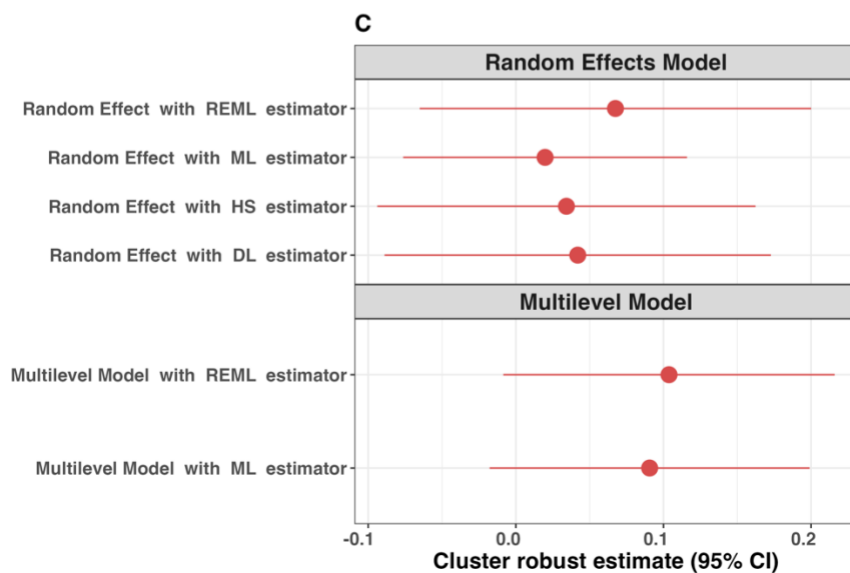 C
Random Effects Model
Random Effect with REML estimator
Random Effect with ML estimator
Random Effect with HS estimator
Random Effect with DL estimator
Multilevel Model
Multilevel Model with REML estimator
Multilevel Model with ML estimator
-0.1 0.0 0.1 0.2
Cluster robust estimate (95% CI)